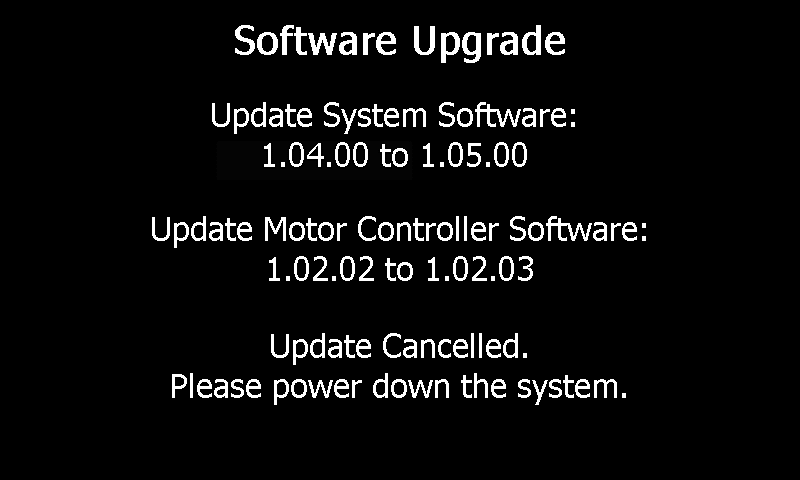 Software Upgrade
Update System Software:
1.04.00 to 1.05.00
Update Motor Controller Software:
1.02.02 to 1.02.03
Update Cancelled.
Please power down the system.